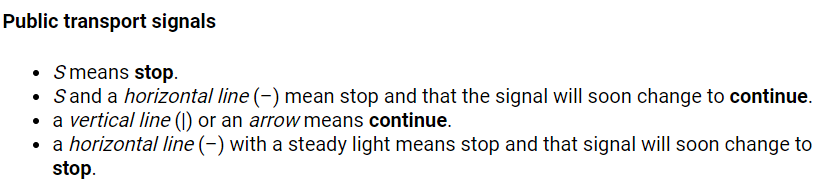 Public transport signals
• S means stop.
• S and a horizontal line (–) mean stop and that the signal will soon change to continue.
• a vertical line (|) or an arrow means continue.
• a horizontal line (–) with a steady light means stop and that signal will soon change to
stop.